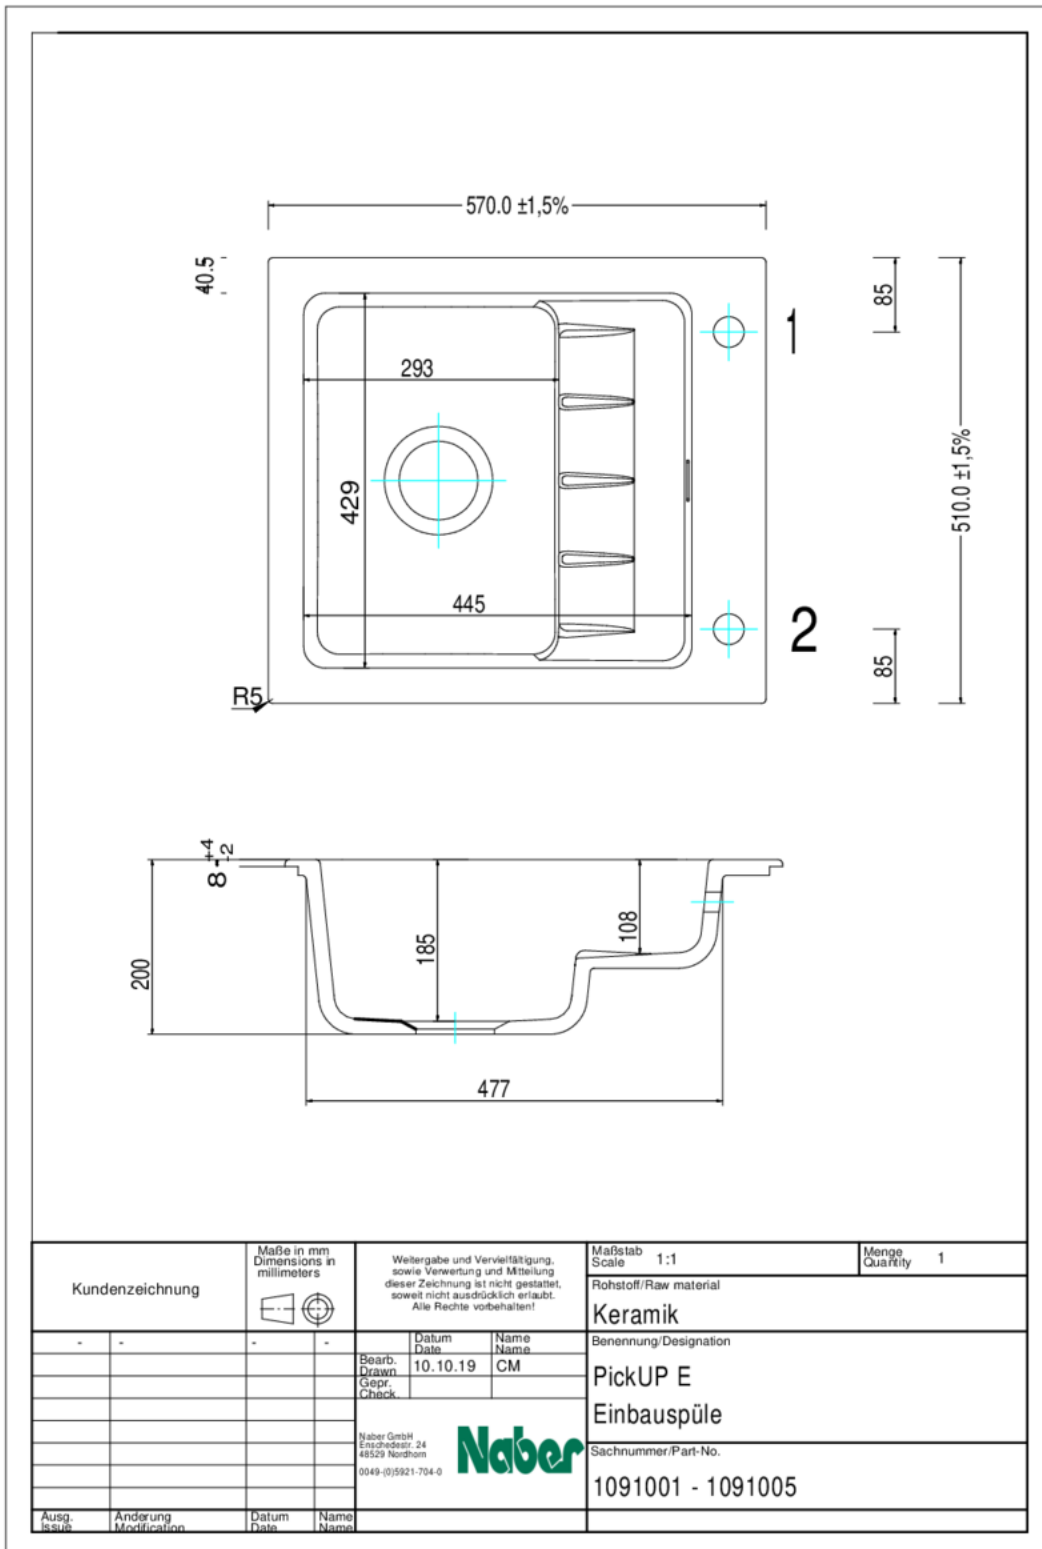 570.0 ±1,5%
40.5
85
1
293
429
510.0 ±1,5%
445
2
85
R5
+4
-2
8
200
185
108
477
Kundenzeichnung
Maße in mm
Dimensions in
millimeters
Weitergabe und Vervielfältigung,
sowie Verwertung und Mitteilung
dieser Zeichnung ist nicht gestattet,
soweit nicht ausdrücklich erlaubt.
Alle Rechte vorbehalten!
Maßstab
Scale 1:1
Menge
Quantity 1
Rohstoff/Raw material
Keramik
- - - -
Datum Name
Date Name
Bearb.
Drawn 10.10.19 CM
Gepr.
Check.
Benennung/Designation
PickUP E
Einbauspüle
Naber GmbH
Enschedestr. 24
48529 Nordhorn
0049-(0)5921-704-0
Naber
Sachnummer/Part-No.
1091001 - 1091005
Ausg. Änderung Datum Name
Issue Modification Date Name